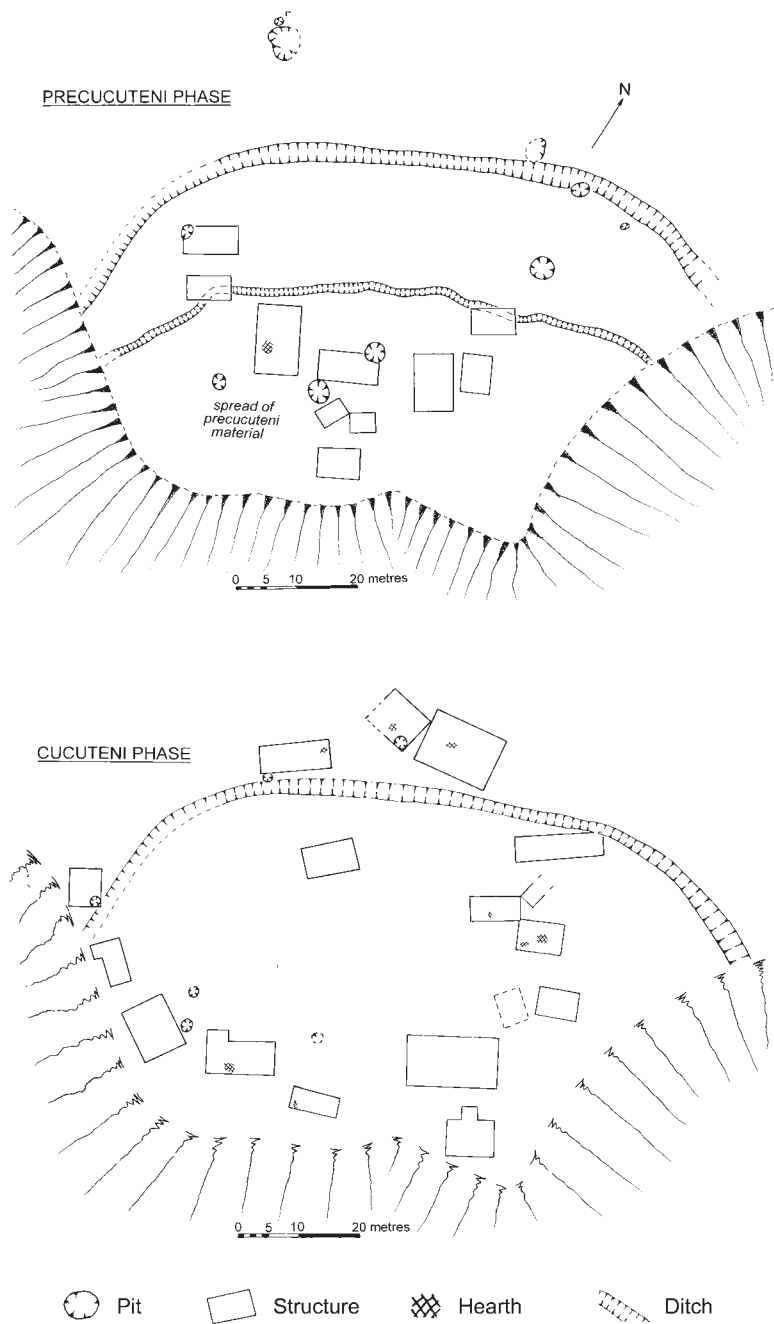 PRECUCUTENI PHASE
N
spread of
precucuteni
material
0 5 10 20 metres
CUCUTENI PHASE
0 5 10 20 metres
Pit Structure Hearth Ditch